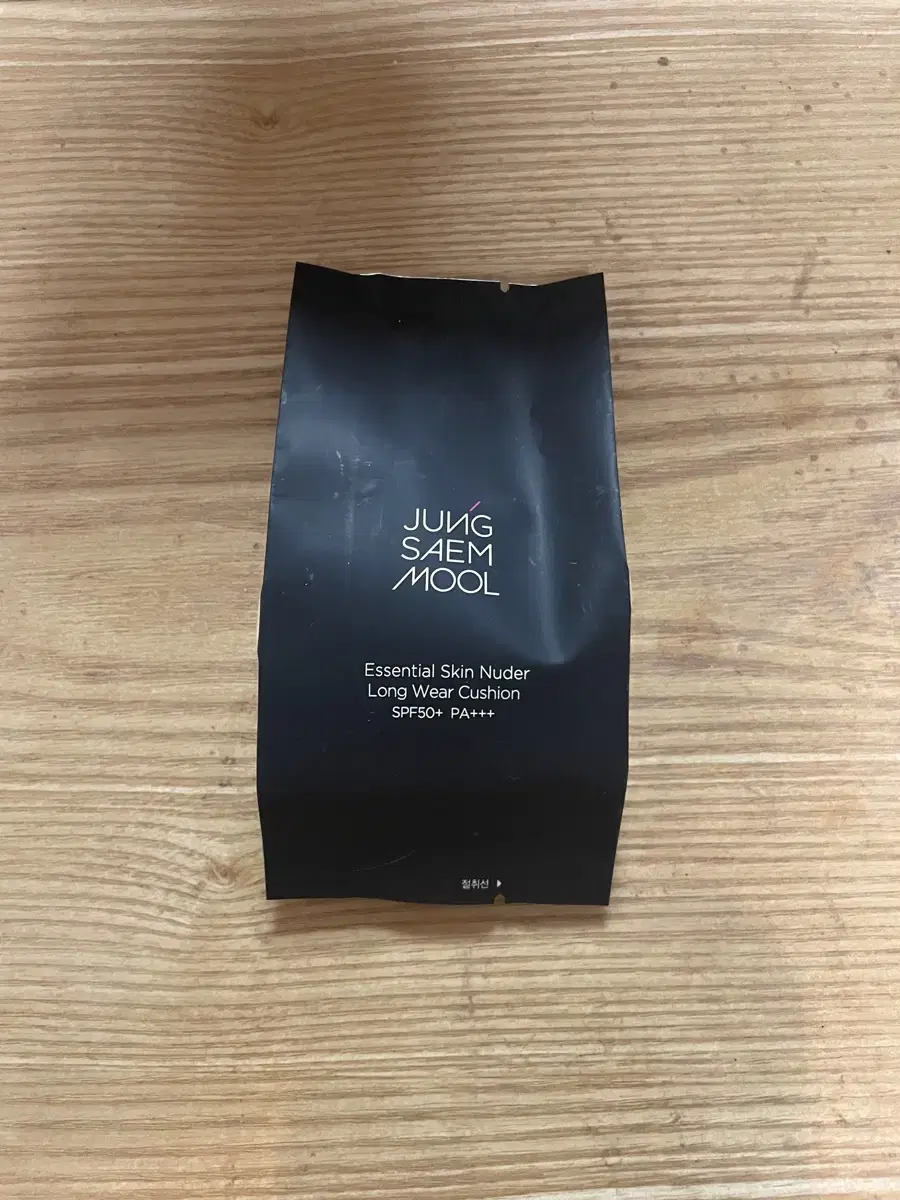 JUNG
SAEM
MOOL
Essential Skin Nuder
Long Wear Cushion
SPF50+ PA+++
절취선 ▶